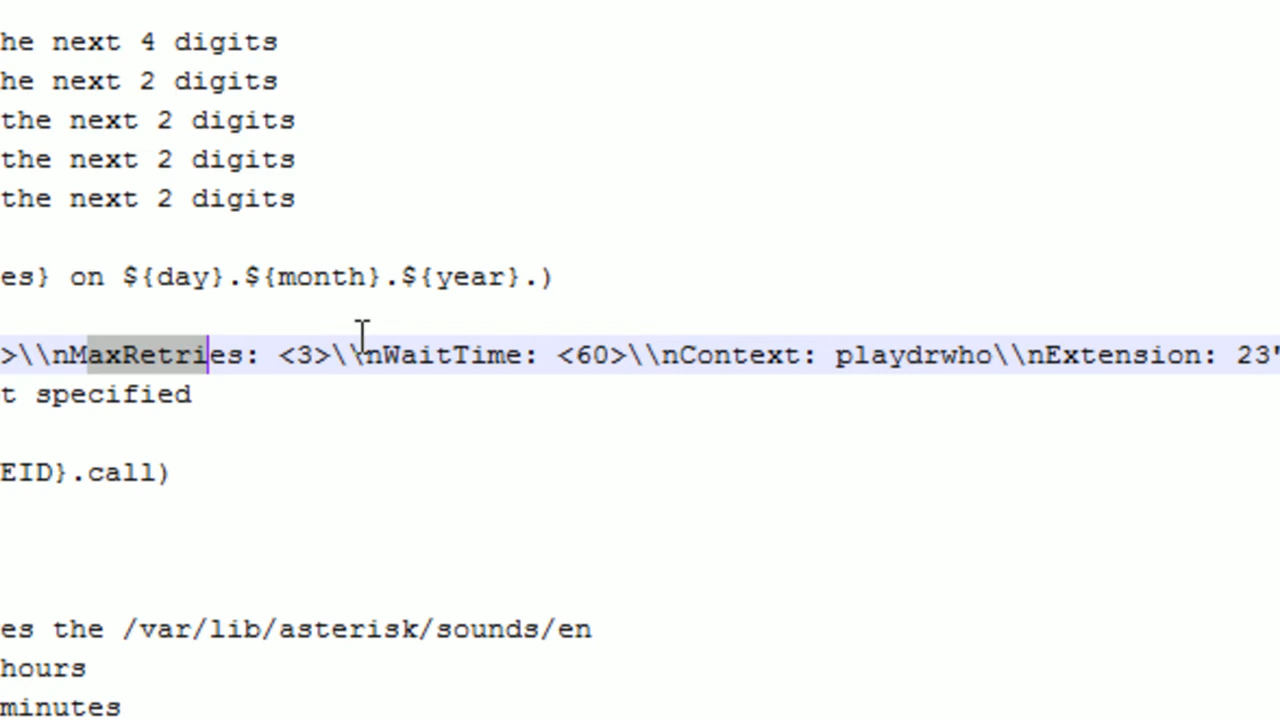 he next 4 digits
he next 2 digits
the next 2 digits
the next 2 digits
the next 2 digits
es} on ${day}.${month}.${year}.)
>\\nMaxRetries: <3>\\nWaitTime: <60>\\nContext: playdrwho\\nExtension: 23"
t specified
EID}.call)
es the /var/lib/asterisk/sounds/en
hours
minutes